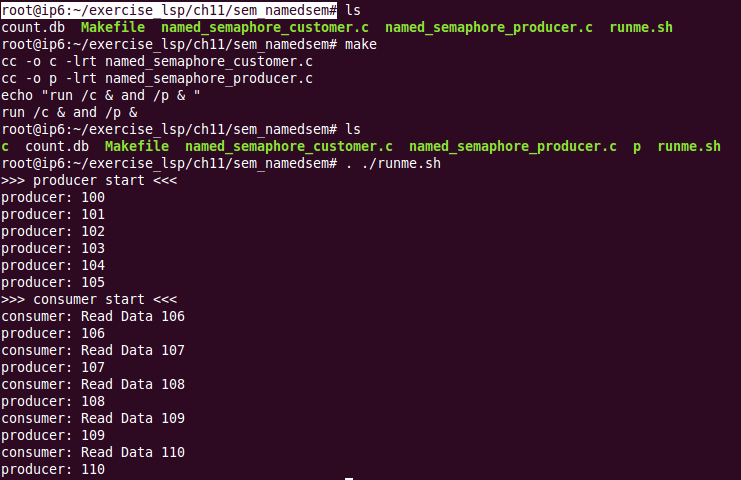 root@ip6:~/exercise_lsp/ch11/sem_namedsem# ls
count.db  Makefile  named_semaphore_customer.c  named_semaphore_producer.c  runme.sh
root@ip6:~/exercise_lsp/ch11/sem_namedsem# make
cc -o c -lrt named_semaphore_customer.c
cc -o p -lrt named_semaphore_producer.c
echo "run /c & and /p & "
run /c & and /p &
root@ip6:~/exercise_lsp/ch11/sem_namedsem# ls
c  count.db  Makefile  named_semaphore_customer.c  named_semaphore_producer.c  p  runme.sh
root@ip6:~/exercise_lsp/ch11/sem_namedsem# . ./runme.sh
>>> producer start <<<
producer: 100
producer: 101
producer: 102
producer: 103
producer: 104
producer: 105
>>> consumer start <<<
consumer: Read Data 106
producer: 106
consumer: Read Data 107
producer: 107
consumer: Read Data 108
producer: 108
consumer: Read Data 109
producer: 109
consumer: Read Data 110
producer: 110